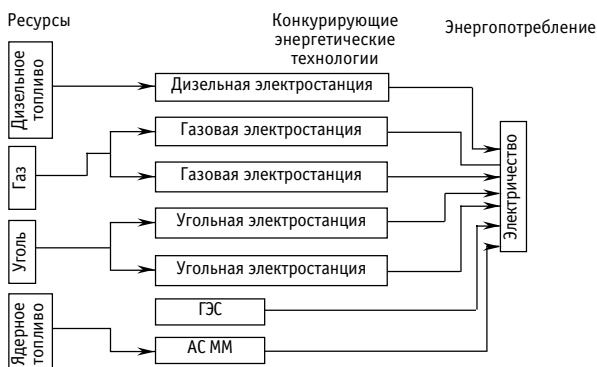 Ресурсы
Конкурирующие
энергетические
технологии
Энергопотребление
Дизельное
топливо
Дизельная электростанция
Газ
Газовая электростанция
Газовая электростанция
Электричество
Уголь
Угольная электростанция
Угольная электростанция
ГЭС
Ядерное
топливо
АС ММ